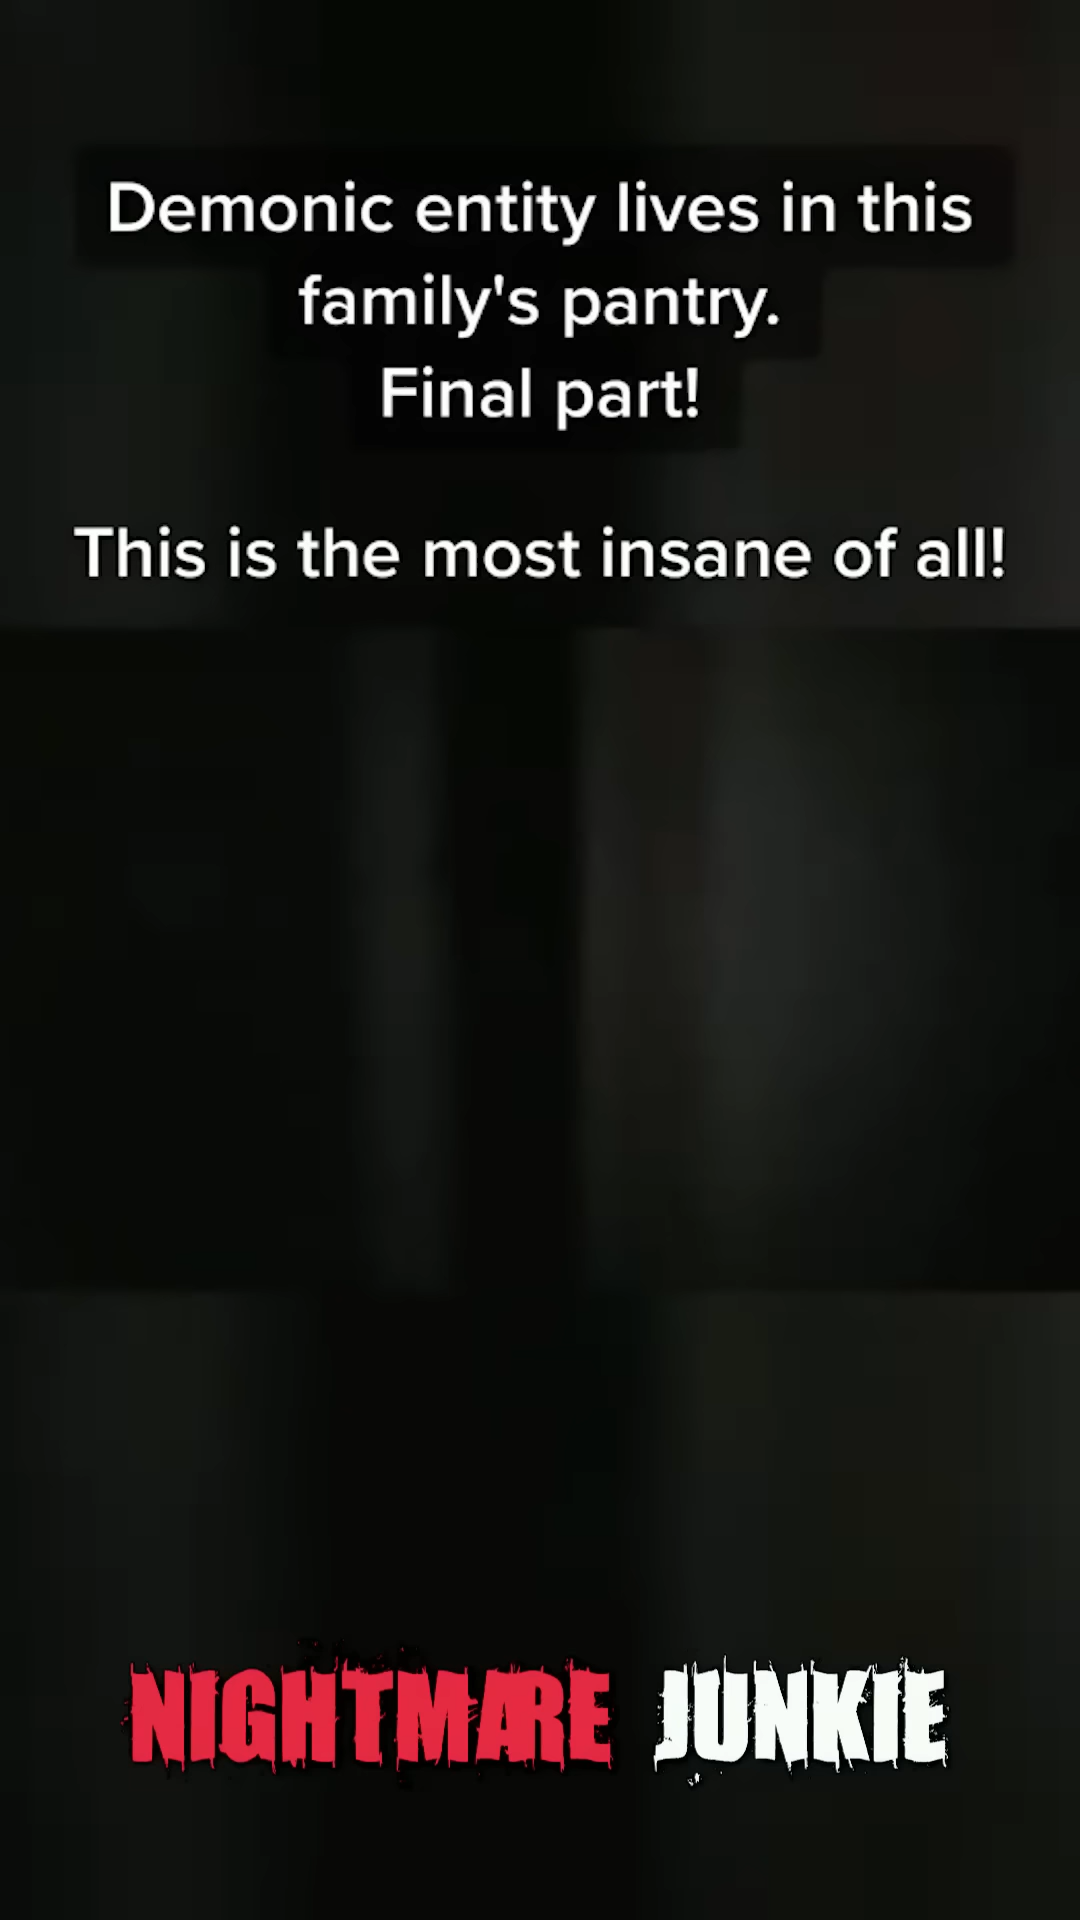 Demonic entity lives in this
family's pantry.
Final part!
This is the most insane of all!
NIGHTMARE JUNKIE